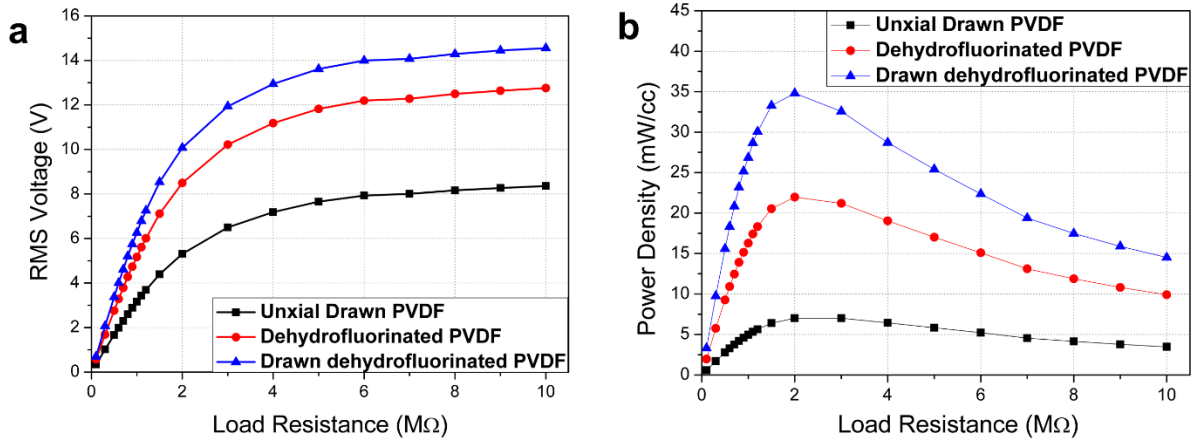 a
16
14
12
10
8
6
4
2
0
RMS Voltage (V)
Unxial Drawn PVDF
Dehydrofluorinated PVDF
Drawn dehydrofluorinated PVDF
0 2 4 6 8 10
Load Resistance (MΩ)
b
45
40
35
30
25
20
15
10
5
0
Power Density (mW/cc)
Unxial Drawn PVDF
Dehydrofluorinated PVDF
Drawn dehydrofluorinated PVDF
0 2 4 6 8 10
Load Resistance (MΩ)